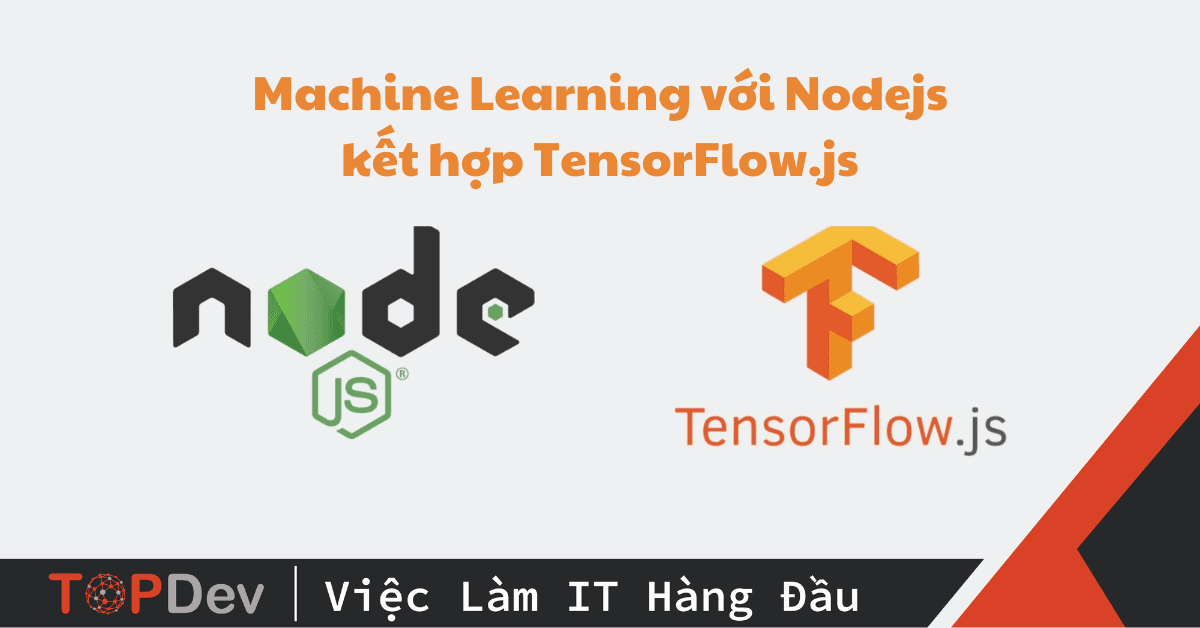 Machine Learning với Nodejs
kết hợp TensorFlow.js
node
JS®
TensorFlow.js
TOPDev | Việc Làm IT Hàng Đầu